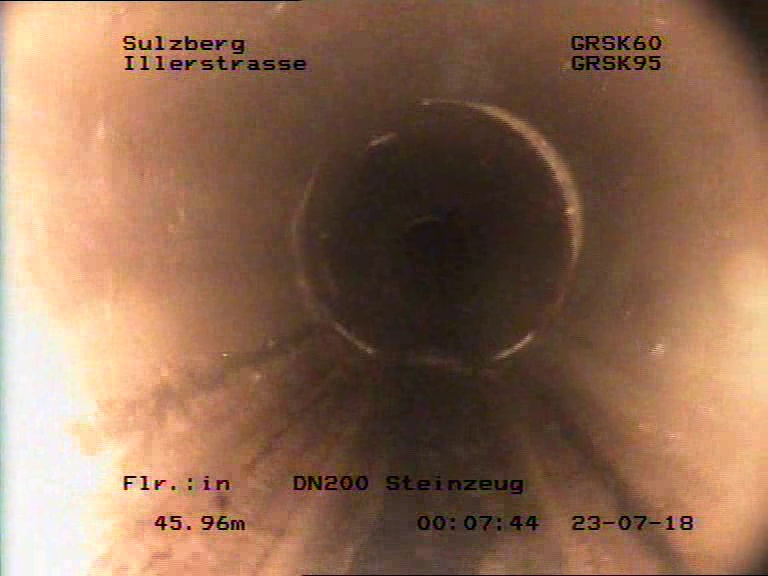 Sulzberg GRSK60
Illerstrasse GRSK95
Flr.:in DN200 Steinzeug
45.96m 00:07:44 23-07-18